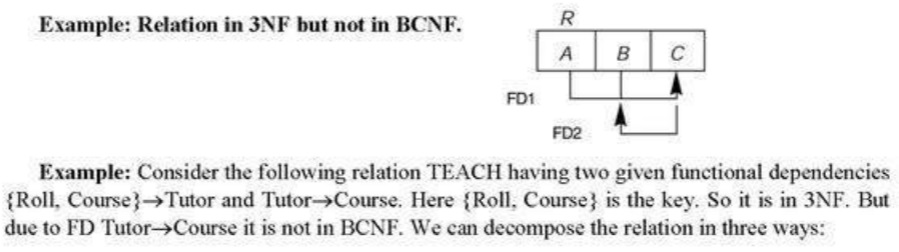 Example: Relation in 3NF but not in BCNF.
R
A B C
FD1
FD2
Example: Consider the following relation TEACH having two given functional dependencies
{Roll, Course}→Tutor and Tutor→Course. Here {Roll, Course} is the key. So it is in 3NF. But
due to FD Tutor→Course it is not in BCNF. We can decompose the relation in three ways: